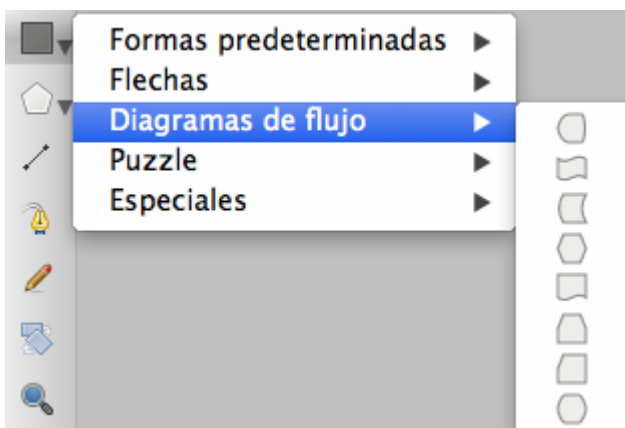 Formas predeterminadas
Flechas
Diagramas de flujo
Puzzle
Especiales